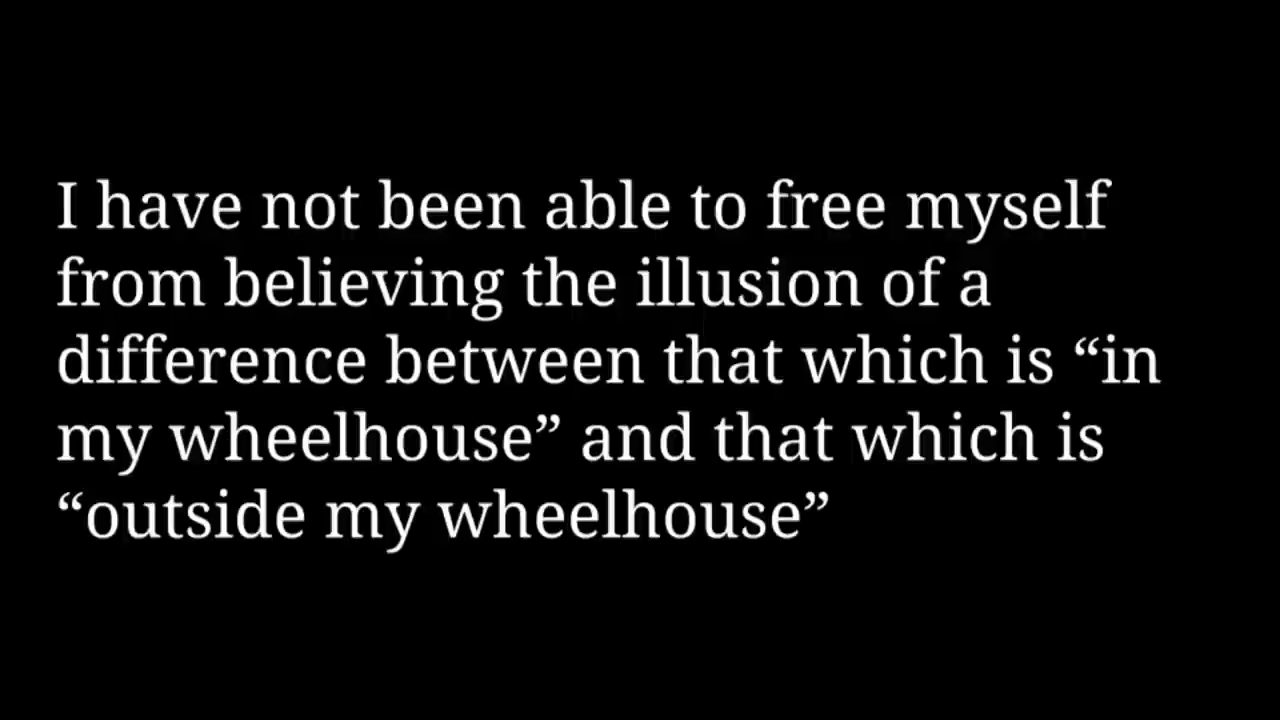 I have not been able to free myself
from believing the illusion of a
difference between that which is “in
my wheelhouse” and that which is
“outside my wheelhouse”